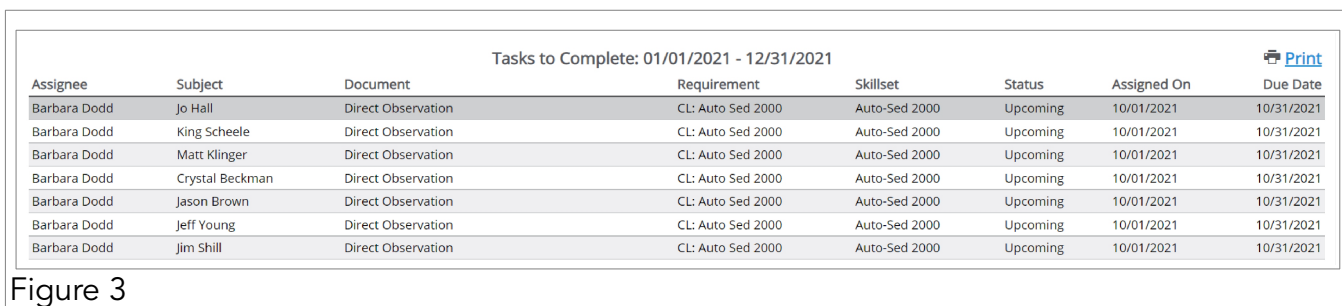 Tasks to Complete: 01/01/2021 - 12/31/2021 Print
Assignee Subject Document Requirement Skillset Status Assigned On Due Date
Barbara Dodd Jo Hall Direct Observation CL: Auto Sed 2000 Auto-Sed 2000 Upcoming 10/01/2021 10/31/2021
Barbara Dodd King Scheele Direct Observation CL: Auto Sed 2000 Auto-Sed 2000 Upcoming 10/01/2021 10/31/2021
Barbara Dodd Matt Klinger Direct Observation CL: Auto Sed 2000 Auto-Sed 2000 Upcoming 10/01/2021 10/31/2021
Barbara Dodd Crystal Beckman Direct Observation CL: Auto Sed 2000 Auto-Sed 2000 Upcoming 10/01/2021 10/31/2021
Barbara Dodd Jason Brown Direct Observation CL: Auto Sed 2000 Auto-Sed 2000 Upcoming 10/01/2021 10/31/2021
Barbara Dodd Jeff Young Direct Observation CL: Auto Sed 2000 Auto-Sed 2000 Upcoming 10/01/2021 10/31/2021
Barbara Dodd Jim Shill Direct Observation CL: Auto Sed 2000 Auto-Sed 2000 Upcoming 10/01/2021 10/31/2021
Figure 3